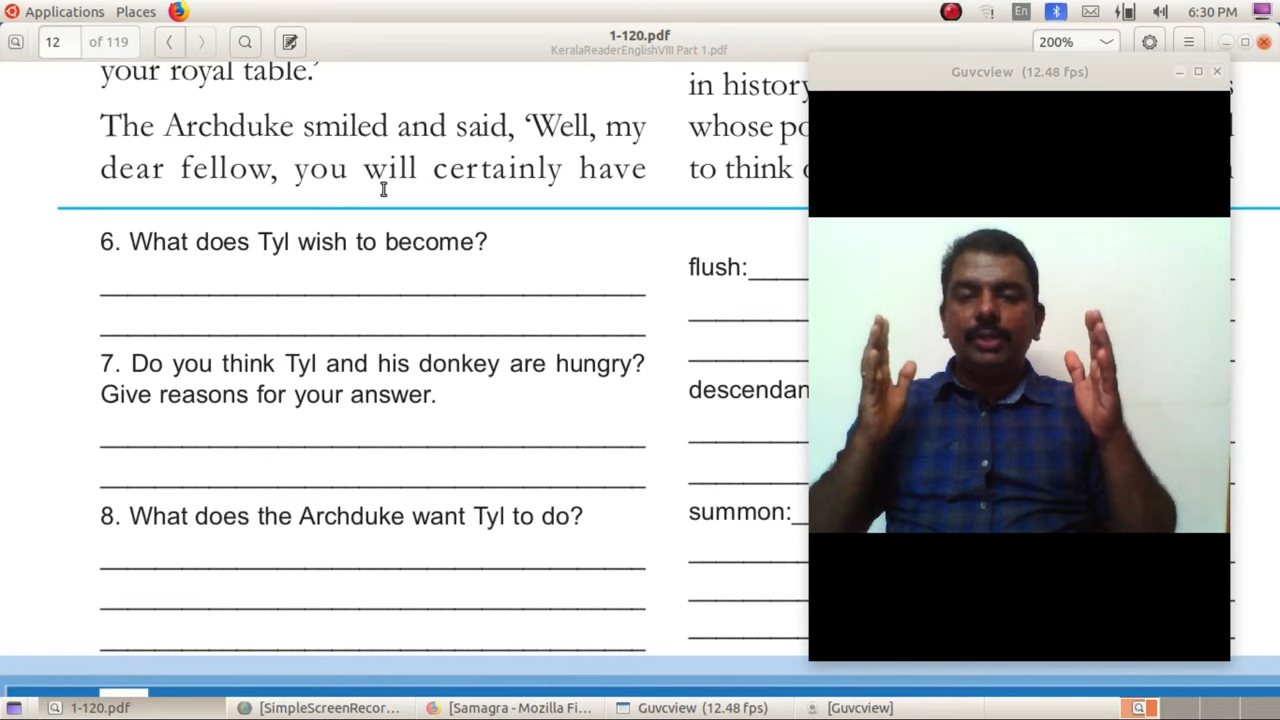 Applications Places En 6:30 PM
12 of 119 1-120.pdf 200%
KeralaReaderEnglishVIII Part 1.pdf
Guvcview (12.48 fps)
your royal table.’
The Archduke smiled and said, ‘Well, my
dear fellow, you will certainly have
in history
whose
to think
6. What does Tyl wish to become?
7. Do you think Tyl and his donkey are hungry?
Give reasons for your answer.
8. What does the Archduke want Tyl to do?
flush:
descendan
summon:
1-120.pdf [SimpleScreenRecor... [Samagra - Mozilla Fi... Guvcview (12.48 fps) [Guvcview]